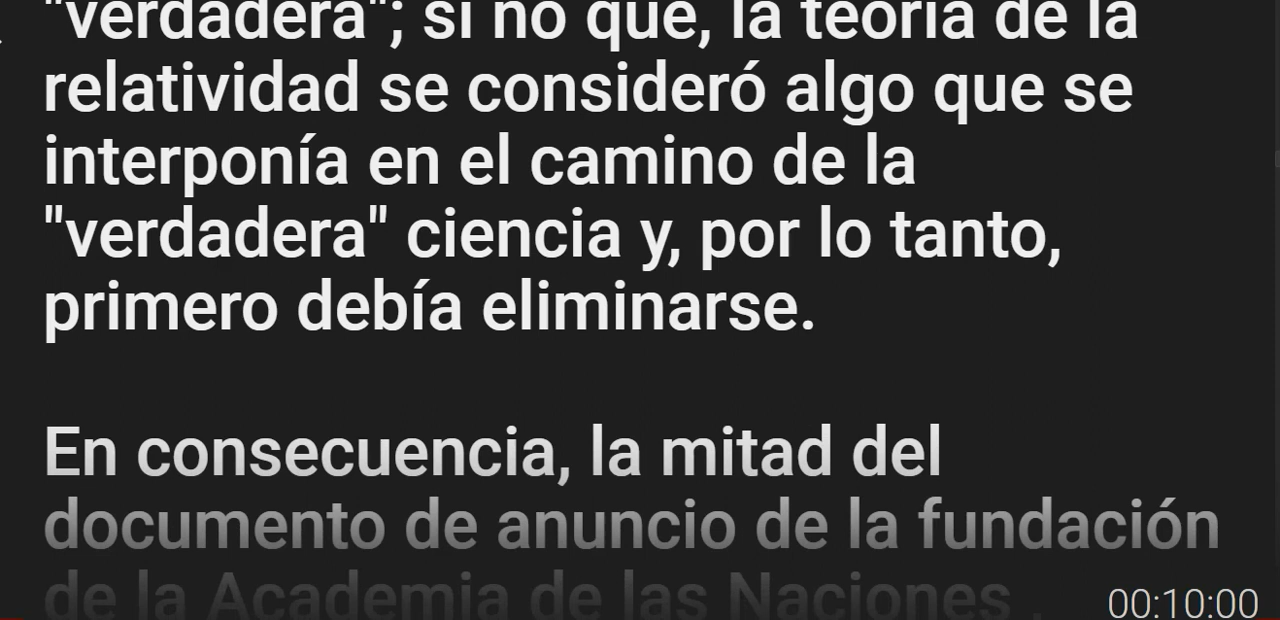 "verdadera"; si no que, la teoría de la
relatividad se consideró algo que se
interponía en el camino de la
"verdadera" ciencia y, por lo tanto,
primero debía eliminarse.
En consecuencia, la mitad del
documento de anuncio de la fundación
de la Academia de las Naciones .
00:10:00